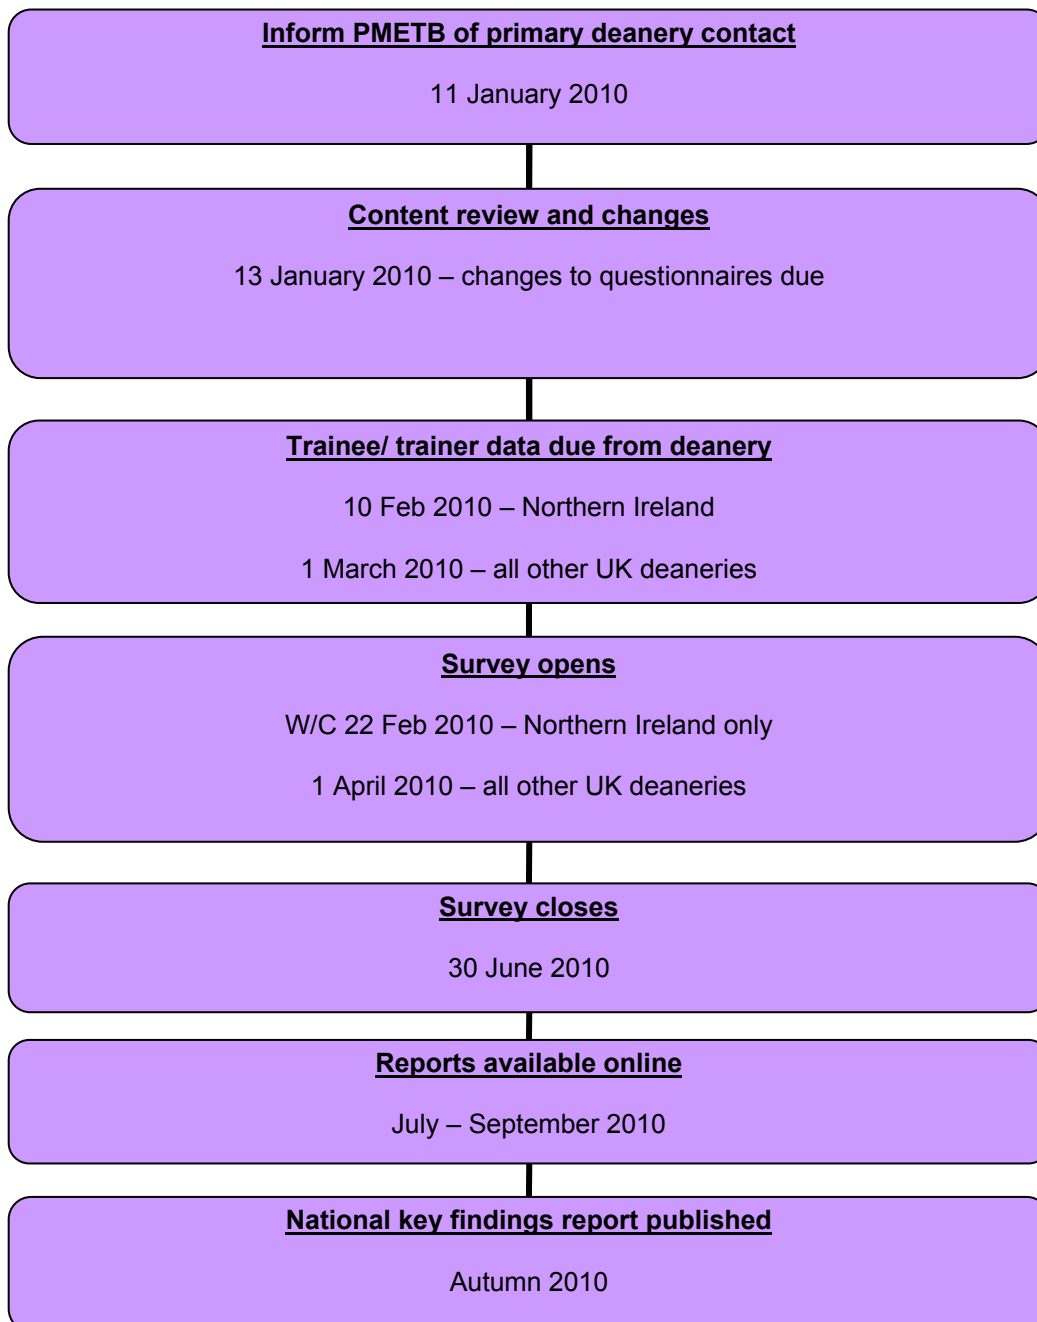 Inform PMETB of primary deanery contact
11 January 2010
Content review and changes
13 January 2010 – changes to questionnaires due
Trainee/ trainer data due from deanery
10 Feb 2010 – Northern Ireland
1 March 2010 – all other UK deaneries
Survey opens
W/C 22 Feb 2010 – Northern Ireland only
1 April 2010 – all other UK deaneries
Survey closes
30 June 2010
Reports available online
July – September 2010
National key findings report published
Autumn 2010